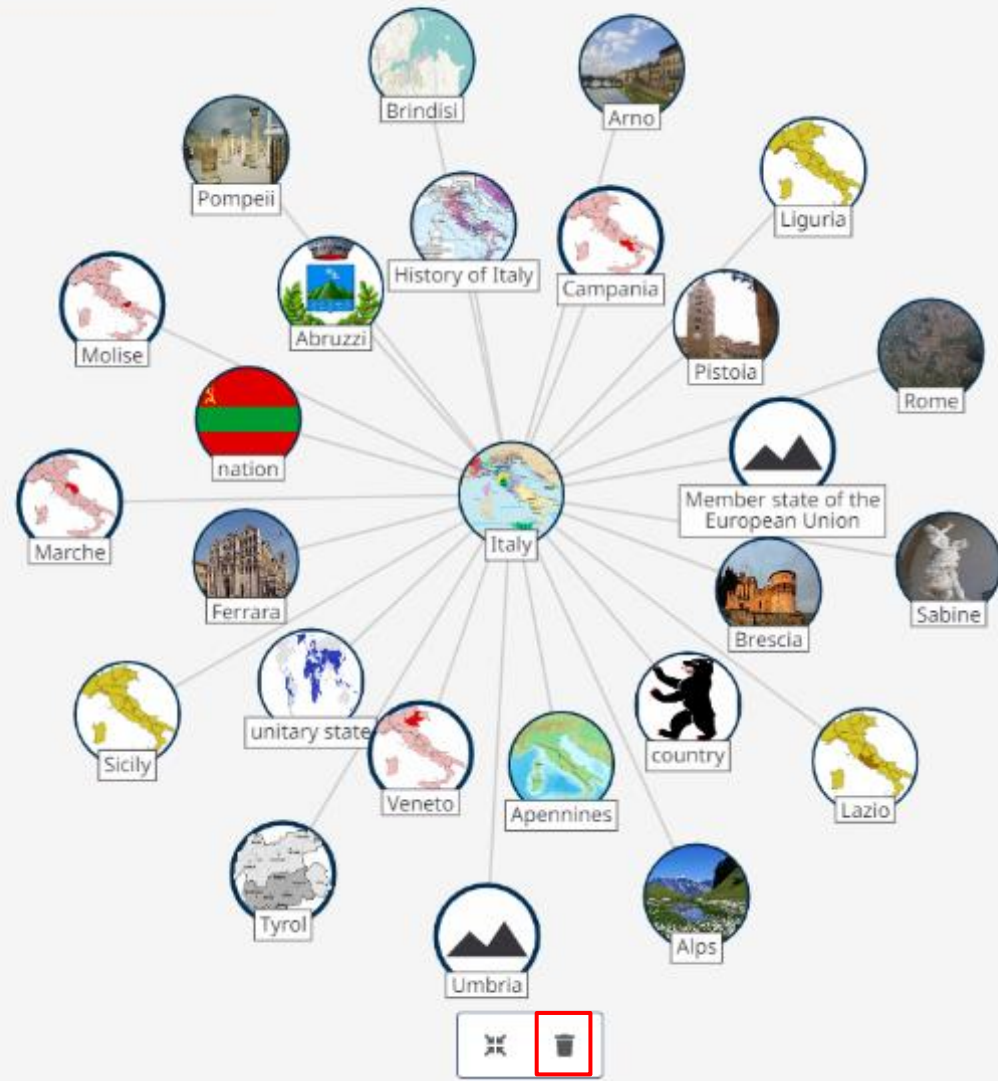 Brindisi
Arno
Pompeii
Liguria
History of Italy
Campania
Abruzzi
Molise
Pistoia
Rome
nation
Member state of the
European Union
Italy
Marche
Ferrara
Brescia
Sabine
unitary state
country
Sicily
Veneto
Apennines
Lazio
Tyrol
Alps
Umbria